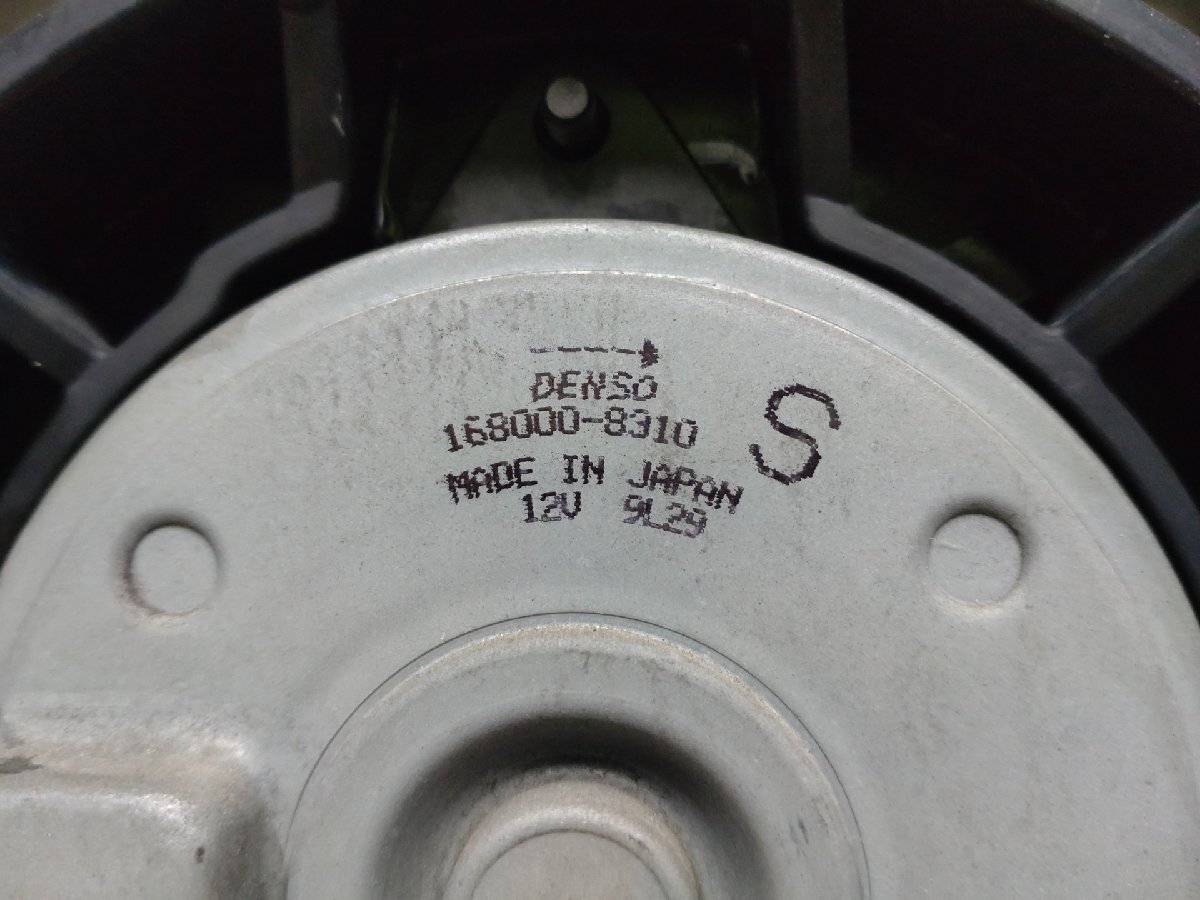 DENSO
168000-8310
S
MADE IN JAPAN
12V 9L29